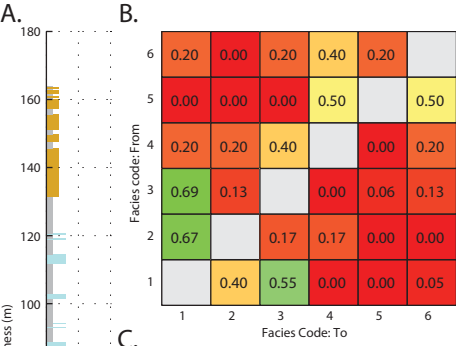 A.
180
160
140
120
100
ness (m)
B.
Facies code: From
6 0.20 0.00 0.20 0.40 0.20
5 0.00 0.00 0.00 0.50 0.50
4 0.20 0.20 0.40 0.00 0.20
3 0.69 0.13 0.00 0.06 0.13
2 0.67 0.17 0.17 0.00 0.00
1 0.40 0.55 0.00 0.00 0.05
1 2 3 4 5 6
Facies Code: To
C.